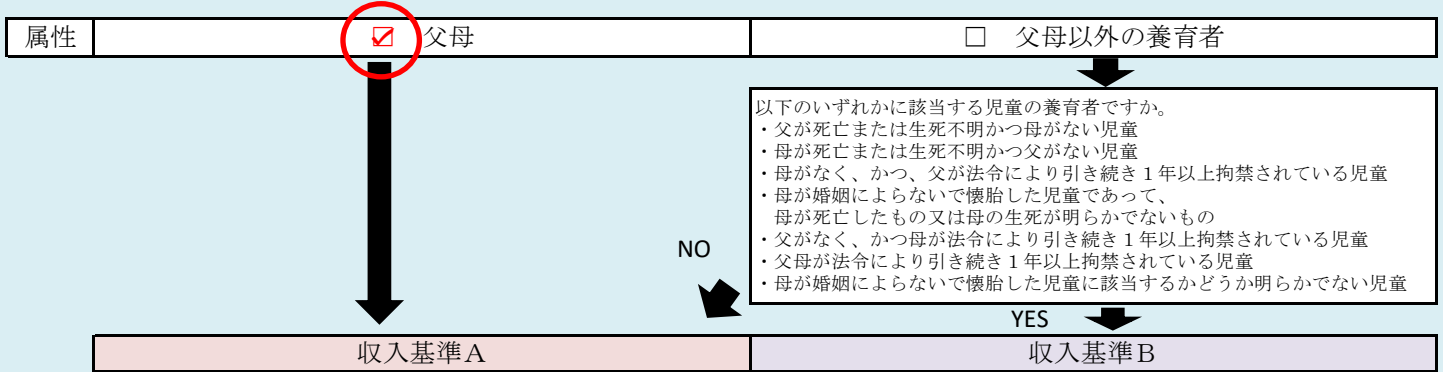 属性
☑ 父母
□ 父母以外の養育者
以下のいずれかに該当する児童の養育者ですか。
・父が死亡または生死不明かつ母がない児童
・母が死亡または生死不明かつ父がない児童
・母がなく、かつ、父が法令により引き続き１年以上拘禁されている児童
・母が婚姻によらないで懐胎した児童であって、
母が死亡したもの又は母の生死が明らかでないもの
・父がなく、かつ母が法令により引き続き１年以上拘禁されている児童
・父母が法令により引き続き１年以上拘禁されている児童
・母が婚姻によらないで懐胎した児童に該当するかどうか明らかでない児童
NO
YES
収入基準Ａ
収入基準Ｂ